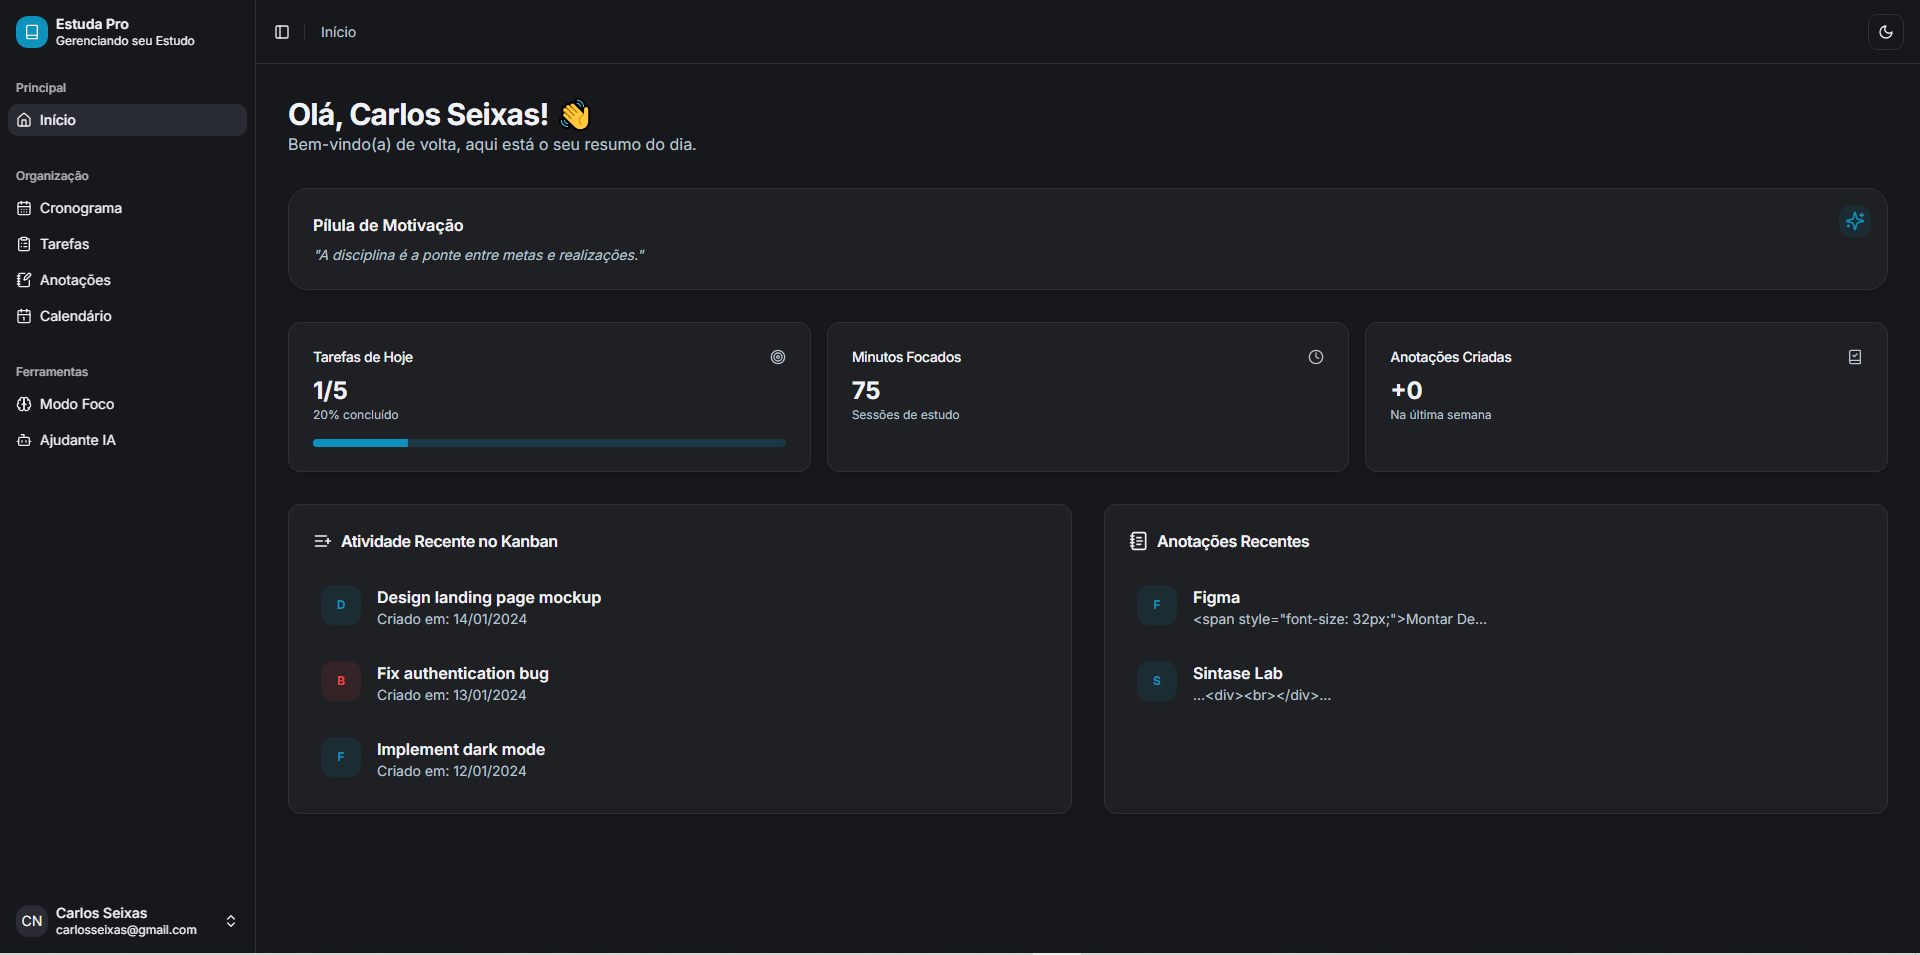 Estuda Pro
Gerenciando seu Estudo
Principal
Início
Organização
Cronograma
Tarefas
Anotações
Calendário
Ferramentas
Modo Foco
Ajudante IA
CN
Carlos Seixas
carlosseixas@gmail.com
Início
Olá, Carlos Seixas! 👋
Bem-vindo(a) de volta, aqui está o seu resumo do dia.
Pílula de Motivação
"A disciplina é a ponte entre metas e realizações."
Tarefas de Hoje
1/5
20% concluído
Minutos Focados
75
Sessões de estudo
Anotações Criadas
+0
Na última semana
Atividade Recente no Kanban
D
Design landing page mockup
Criado em: 14/01/2024
B
Fix authentication bug
Criado em: 13/01/2024
F
Implement dark mode
Criado em: 12/01/2024
Anotações Recentes
F
Figma
<span style="font-size: 32px;">Montar De...
S
Sintase Lab
...<div><br></div>...